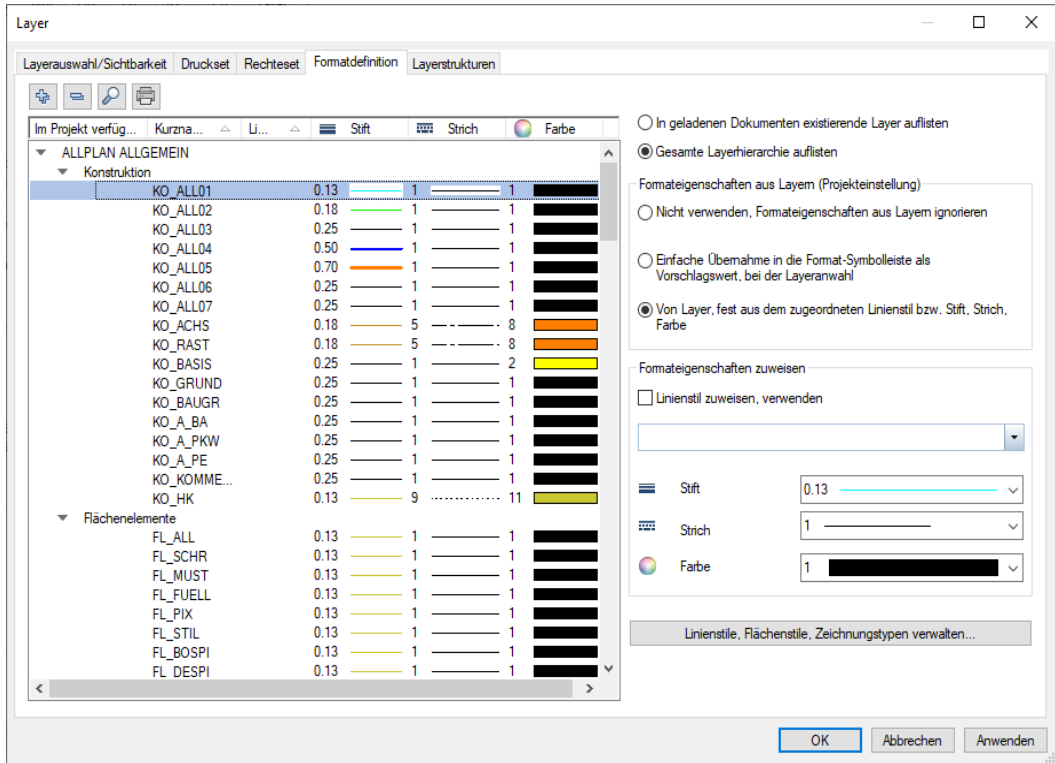 Layer
Layerauswahl/Sichtbarkeit Druckset Rechteset Formatdefinition Layerstrukturen
Im Projekt verfüg... Kurzna... Li... Stift Strich Farbe
ALLPLAN ALLGEMEIN
Konstruktion
KO_ALL01 0.13 1 1
KO_ALL02 0.18 1 1
KO_ALL03 0.25 1 1
KO_ALL04 0.50 1 1
KO_ALL05 0.70 1 1
KO_ALL06 0.25 1 1
KO_ALL07 0.25 1 1
KO_ACHS 0.18 5 8
KO_RAST 0.18 5 8
KO_BASIS 0.25 1 2
KO_GRUND 0.25 1 1
KO_BAUGR 0.25 1 1
KO_A_BA 0.25 1 1
KO_A_PKW 0.25 1 1
KO_A_PE 0.25 1 1
KO_KOMME... 0.25 1 1
KO_HK 0.13 9 11
Flächenelemente
FL_ALL 0.13 1 1
FL_SCHR 0.13 1 1
FL_MUST 0.13 1 1
FL_FUELL 0.13 1 1
FL_PIX 0.13 1 1
FL_STIL 0.13 1 1
FL_BOSPI 0.13 1 1
FL_DESPI 0.13 1 1
In geladenen Dokumenten existierende Layer auflisten
Gesamte Layerhierarchie auflisten
Formateigenschaften aus Layern (Projekteinstellung)
Nicht verwenden, Formateigenschaften aus Layern ignorieren
Einfache Übernahme in die Format-Symbolleiste als
Vorschlagswert, bei der Layeranwahl
Von Layer, fest aus dem zugeordneten Linienstil bzw. Stift, Strich,
Farbe
Formateigenschaften zuweisen
Linienstil zuweisen, verwenden
Stift 0.13
Strich 1
Farbe 1
Linienstile, Flächenstile, Zeichnungstypen verwalten...
OK Abbrechen Anwenden